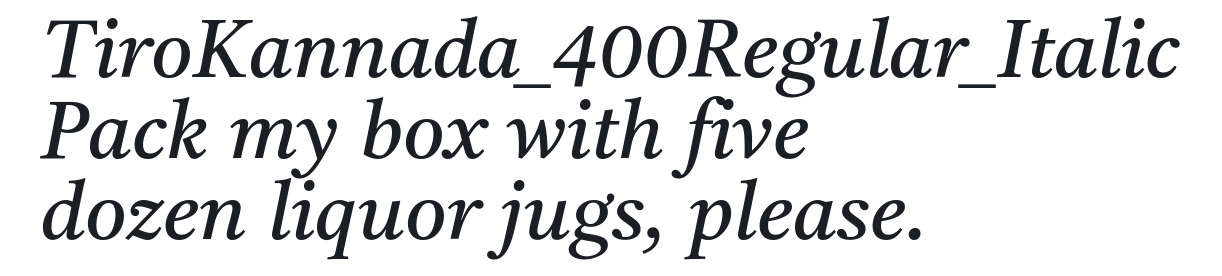 TiroKannada_400Regular_Italic
Pack my box with five
dozen liquor jugs, please.